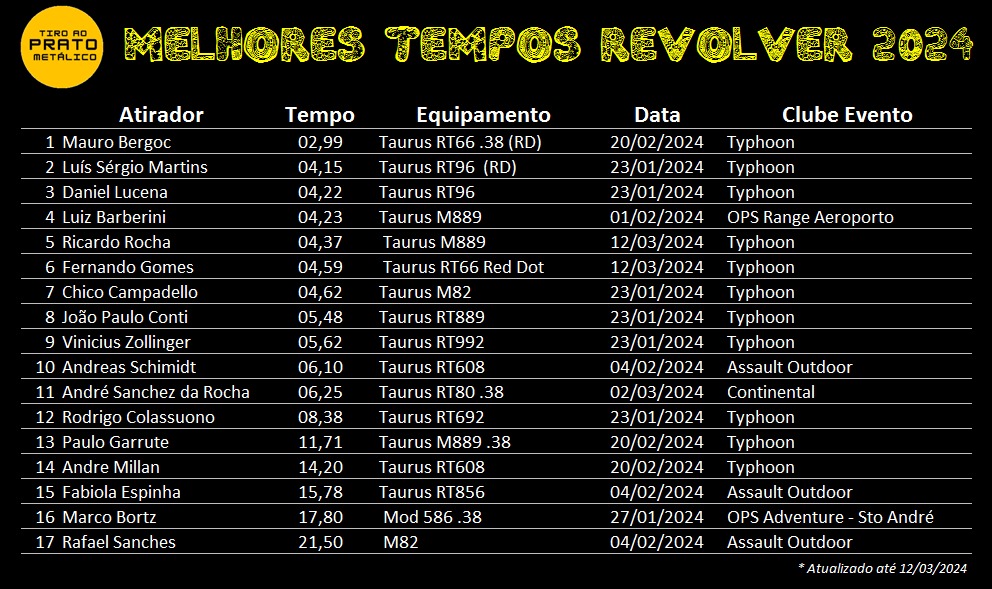 TIRO AO
PRATO
METÁLICO
MELHORES TEMPOS REVOLVER 2024
Atirador Tempo Equipamento Data Clube Evento
1 Mauro Bergoc 02,99 Taurus RT66 .38 (RD) 20/02/2024 Typhoon
2 Luís Sérgio Martins 04,15 Taurus RT96 (RD) 23/01/2024 Typhoon
3 Daniel Lucena 04,22 Taurus RT96 23/01/2024 Typhoon
4 Luiz Barberini 04,23 Taurus M889 01/02/2024 OPS Range Aeroporto
5 Ricardo Rocha 04,37 Taurus M889 12/03/2024 Typhoon
6 Fernando Gomes 04,59 Taurus RT66 Red Dot 12/03/2024 Typhoon
7 Chico Campadello 04,62 Taurus M82 23/01/2024 Typhoon
8 João Paulo Conti 05,48 Taurus RT889 23/01/2024 Typhoon
9 Vinicius Zollinger 05,62 Taurus RT992 23/01/2024 Typhoon
10 Andreas Schimidt 06,10 Taurus RT608 04/02/2024 Assault Outdoor
11 André Sanchez da Rocha 06,25 Taurus RT80 .38 02/03/2024 Continental
12 Rodrigo Colassuono 08,38 Taurus RT692 23/01/2024 Typhoon
13 Paulo Garrute 11,71 Taurus M889 .38 20/02/2024 Typhoon
14 Andre Millan 14,20 Taurus RT608 20/02/2024 Typhoon
15 Fabiola Espinha 15,78 Taurus RT856 04/02/2024 Assault Outdoor
16 Marco Bortz 17,80 Mod 586 .38 27/01/2024 OPS Adventure - Sto André
17 Rafael Sanches 21,50 M82 04/02/2024 Assault Outdoor
* Atualizado até 12/03/2024